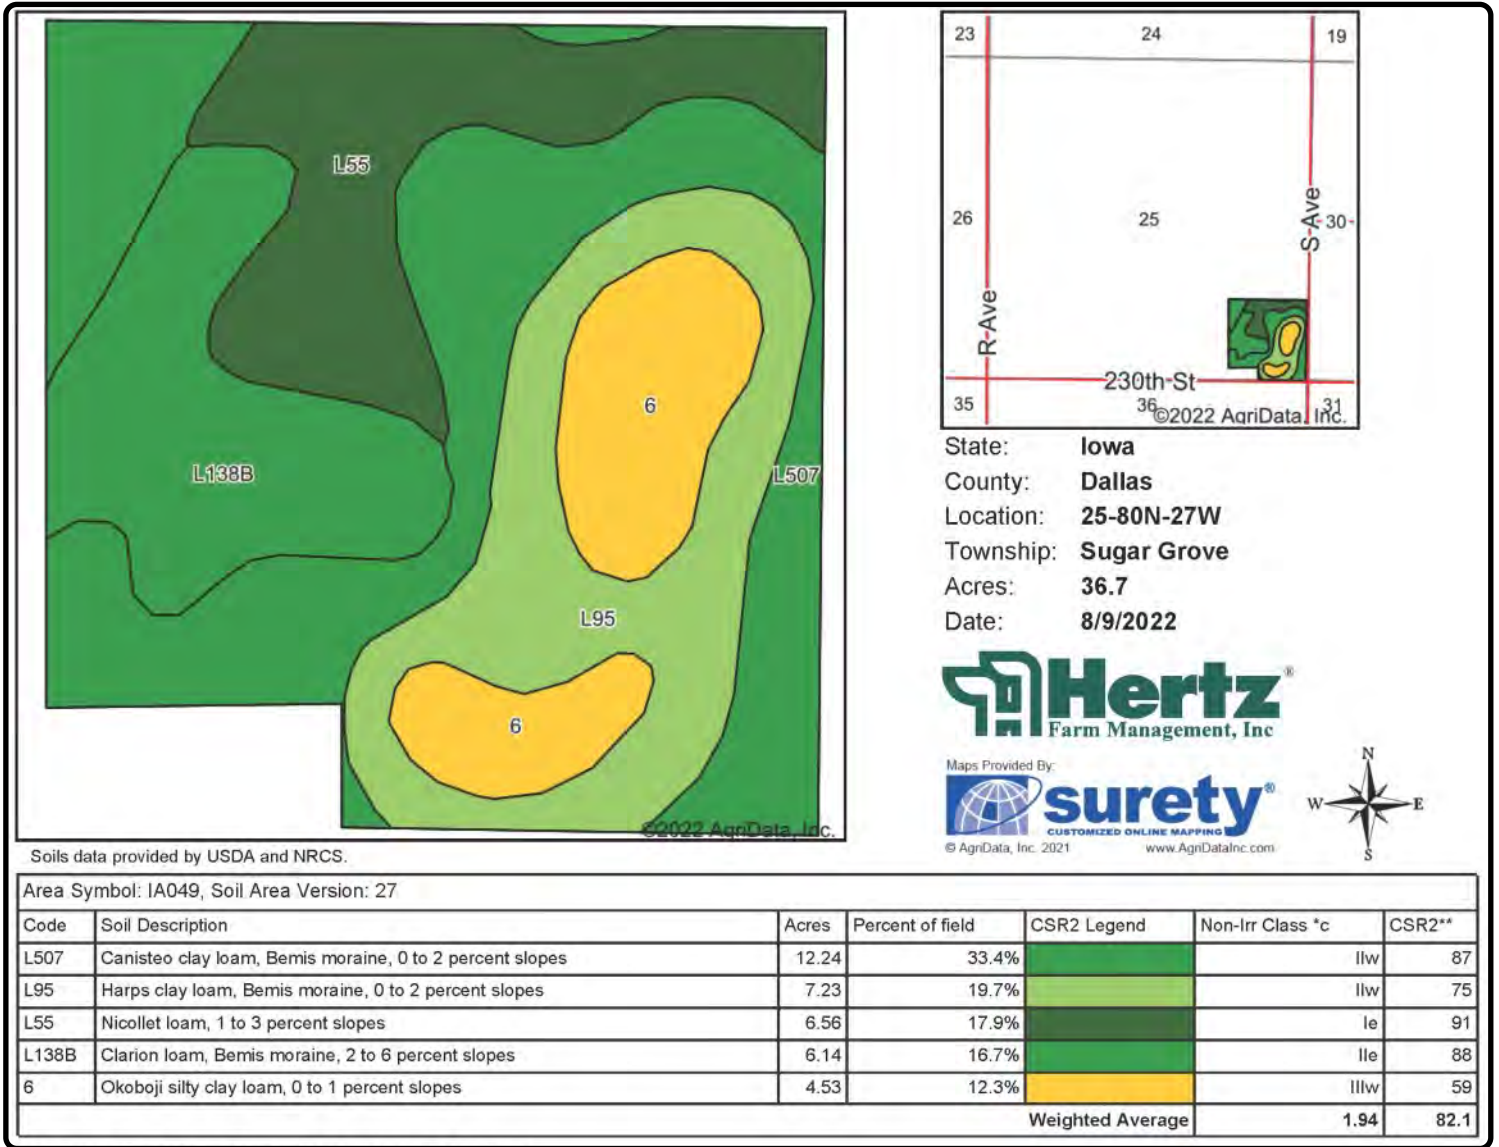 L55
6
L138B
L507
L95
6
©2022 AgriData, Inc.
23
24
19
26
25
30
R Ave
S Ave
230th St
35
36
31
©2022 AgriData, Inc.
State: Iowa
County: Dallas
Location: 25-80N-27W
Township: Sugar Grove
Acres: 36.7
Date: 8/9/2022
Hertz®
Farm Management, Inc
Maps Provided By:
surety®
CUSTOMIZED ONLINE MAPPING
© AgriData, Inc. 2021 www.AgriDataInc.com
N
W E
S
Soils data provided by USDA and NRCS.
Area Symbol: IA049, Soil Area Version: 27
Code Soil Description Acres Percent of field CSR2 Legend Non-Irr Class *c CSR2**
L507 Canisteo clay loam, Bemis moraine, 0 to 2 percent slopes 12.24 33.4% IIw 87
L95 Harps clay loam, Bemis moraine, 0 to 2 percent slopes 7.23 19.7% IIw 75
L55 Nicollet loam, 1 to 3 percent slopes 6.56 17.9% Ie 91
L138B Clarion loam, Bemis moraine, 2 to 6 percent slopes 6.14 16.7% IIe 88
6 Okoboji silty clay loam, 0 to 1 percent slopes 4.53 12.3% IIIw 59
Weighted Average 1.94 82.1